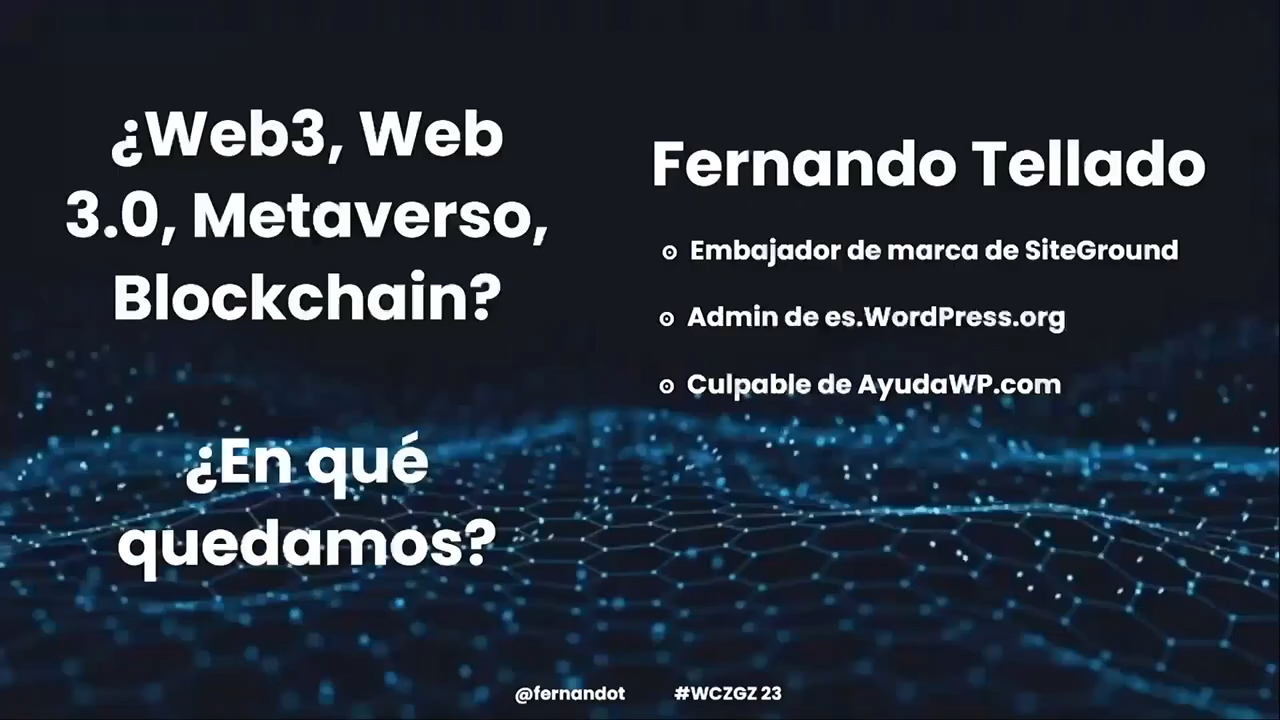 ¿Web3, Web
3.0, Metaverso,
Blockchain?
¿En qué
quedamos?
Fernando Tellado
Embajador de marca de SiteGround
Admin de es.WordPress.org
Culpable de AyudaWP.com
@fernandot #WCZGZ 23